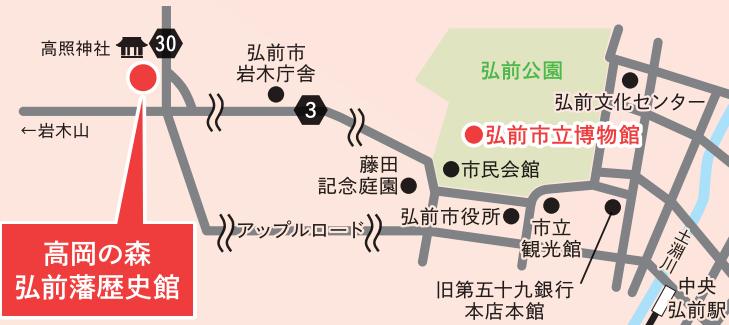 高照神社
30
弘前市
岩木庁舎
3
←岩木山
弘前公園
弘前文化センター
弘前市立博物館
市民会館
藤田
記念庭園
弘前市役所
市立
観光館
アップルロード
高岡の森
弘前藩歴史館
旧第五十九銀行
本店本館
土淵川
中央
弘前駅